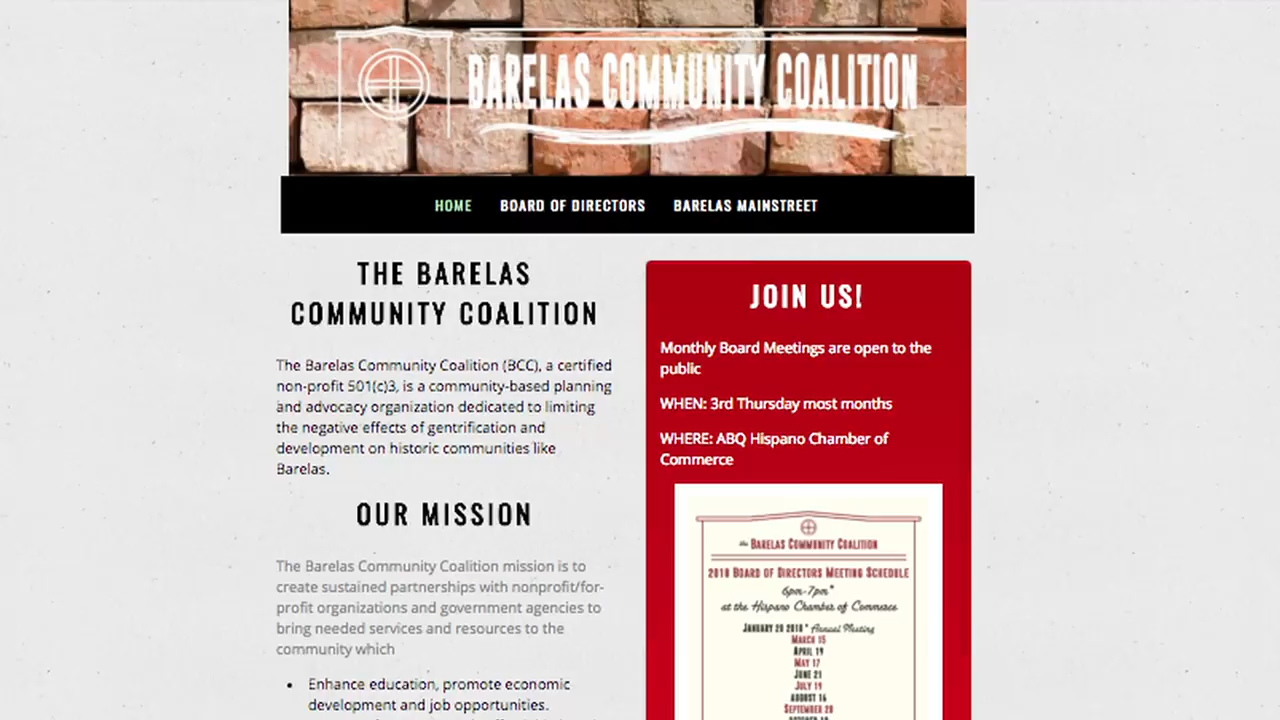 BARELAS COMMUNITY COALITION
HOME BOARD OF DIRECTORS BARELAS MAINSTREET
THE BARELAS
COMMUNITY COALITION
The Barelas Community Coalition (BCC), a certified
non-profit 501(c)3, is a community-based planning
and advocacy organization dedicated to limiting
the negative effects of gentrification and
development on historic communities like
Barelas.
OUR MISSION
The Barelas Community Coalition mission is to
create sustained partnerships with nonprofit/for-
profit organizations and government agencies to
bring needed services and resources to the
community which
• Enhance education, promote economic
development and job opportunities.
JOIN US!
Monthly Board Meetings are open to the
public
WHEN: 3rd Thursday most months
WHERE: ABQ Hispano Chamber of
Commerce
the BARELAS COMMUNITY COALITION
2018 BOARD OF DIRECTORS MEETING SCHEDULE
6pm-7pm*
at the Hispano Chamber of Commerce
JANUARY 20 2018 * Annual Meeting
MARCH 15
APRIL 19
MAY 17
JUNE 21
JULY 19
AUGUST 16
SEPTEMBER 20